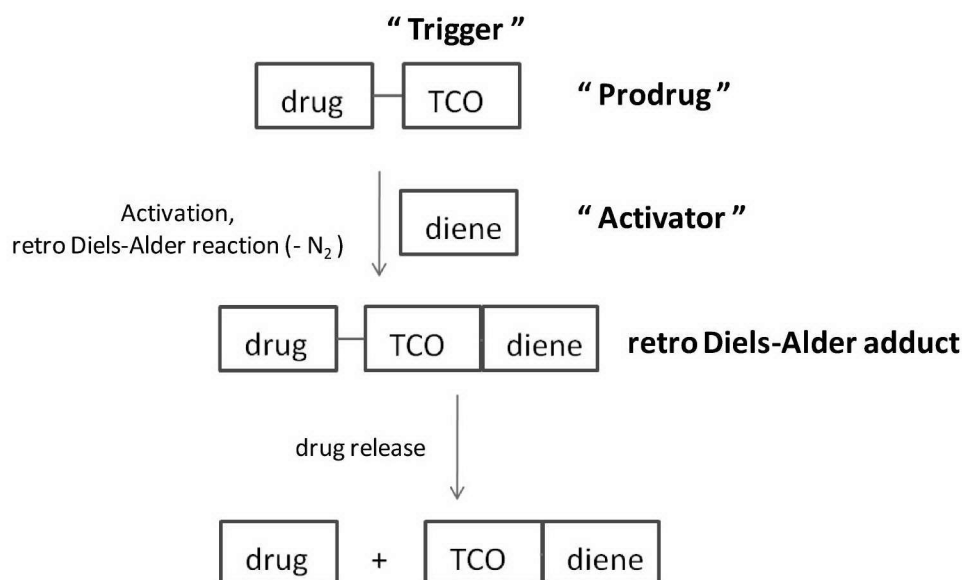 “ Trigger ”
drug TCO “ Prodrug ”
Activation,
retro Diels-Alder reaction (- N₂ )
diene “ Activator ”
drug TCO diene retro Diels-Alder adduct
drug release
drug + TCO diene